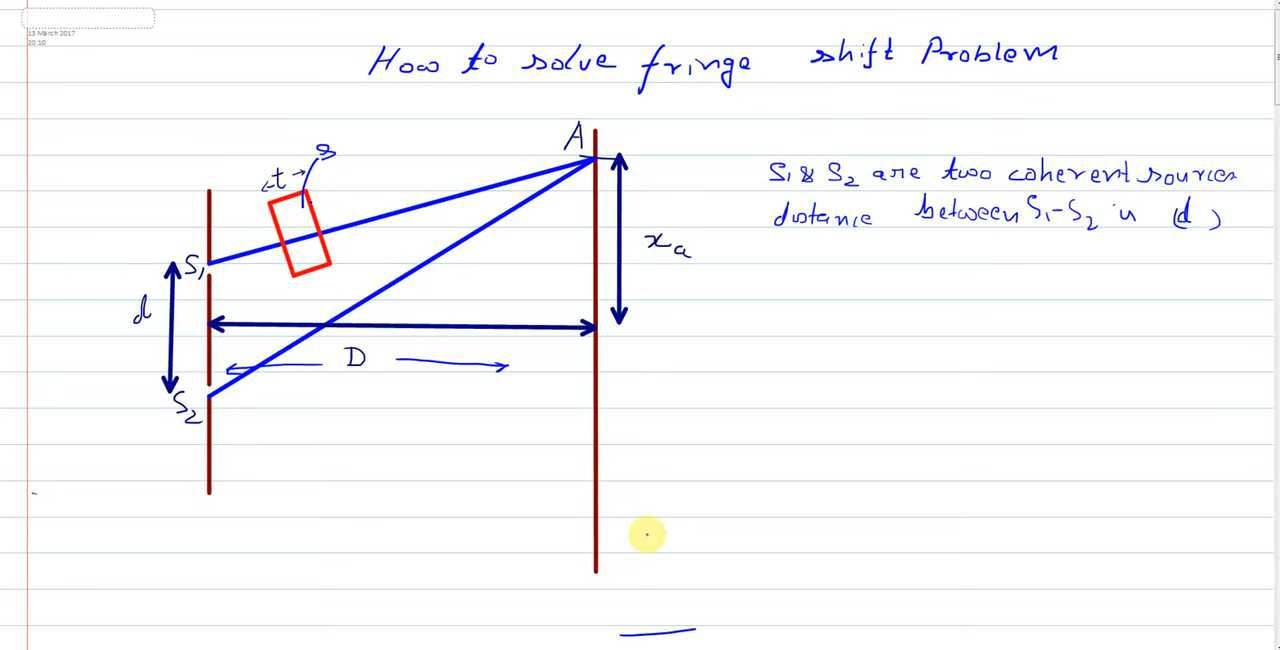 13 March 2017
20:10
How to solve fringe shift Problem
A
t
S1 & S2 are two coherent sources
distance between S1-S2 is (d)
xa
S1
d
D
S2